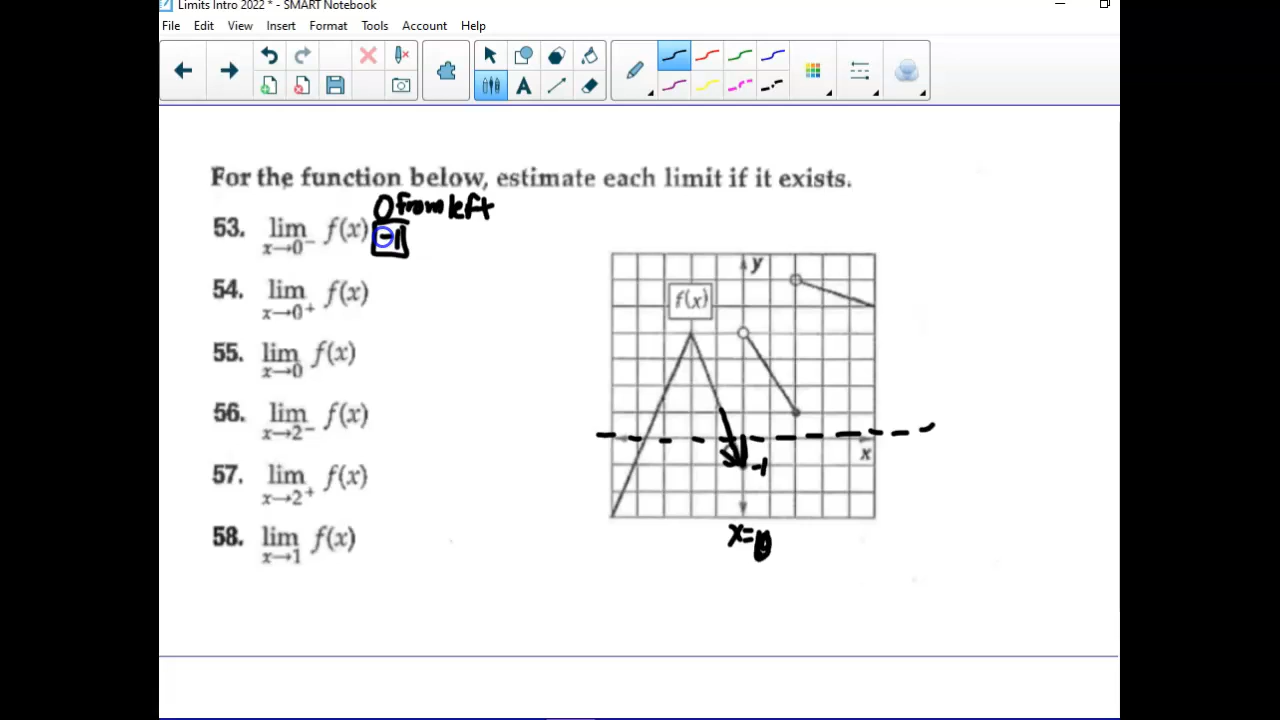 Limits Intro 2022 * - SMART Notebook
File Edit View Insert Format Tools Account Help
For the function below, estimate each limit if it exists.
0 from left
53. lim x→0⁻ f(x) -1
54. lim x→0⁺ f(x)
55. lim x→0 f(x)
56. lim x→2⁻ f(x)
57. lim x→2⁺ f(x)
58. lim x→1 f(x)
y
f(x)
x
-1
x=0